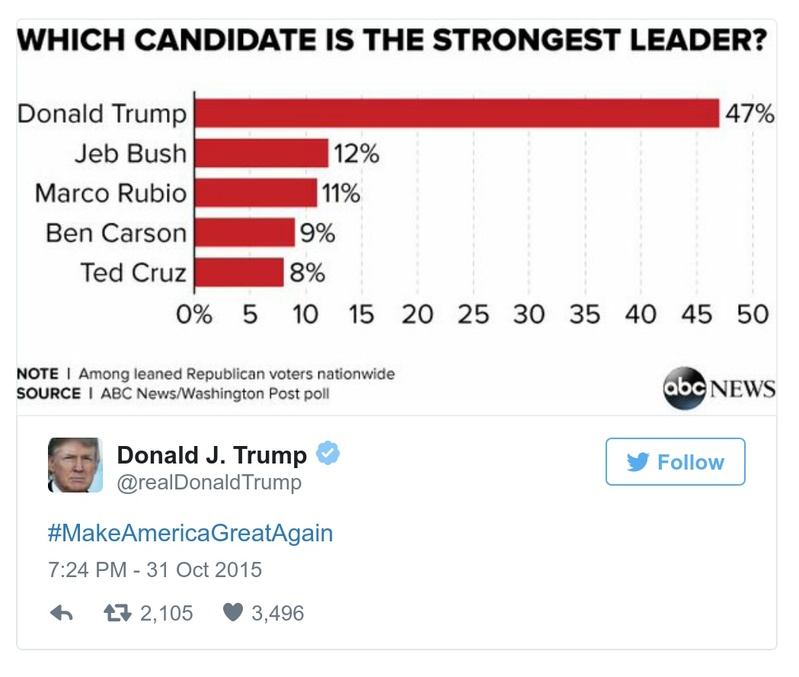 WHICH CANDIDATE IS THE STRONGEST LEADER?
Donald Trump 47%
Jeb Bush 12%
Marco Rubio 11%
Ben Carson 9%
Ted Cruz 8%
0% 5 10 15 20 25 30 35 40 45 50
NOTE | Among leaned Republican voters nationwide
SOURCE | ABC News/Washington Post poll
abc NEWS
Donald J. Trump
@realDonaldTrump
Follow
#MakeAmericaGreatAgain
7:24 PM - 31 Oct 2015
2,105 3,496